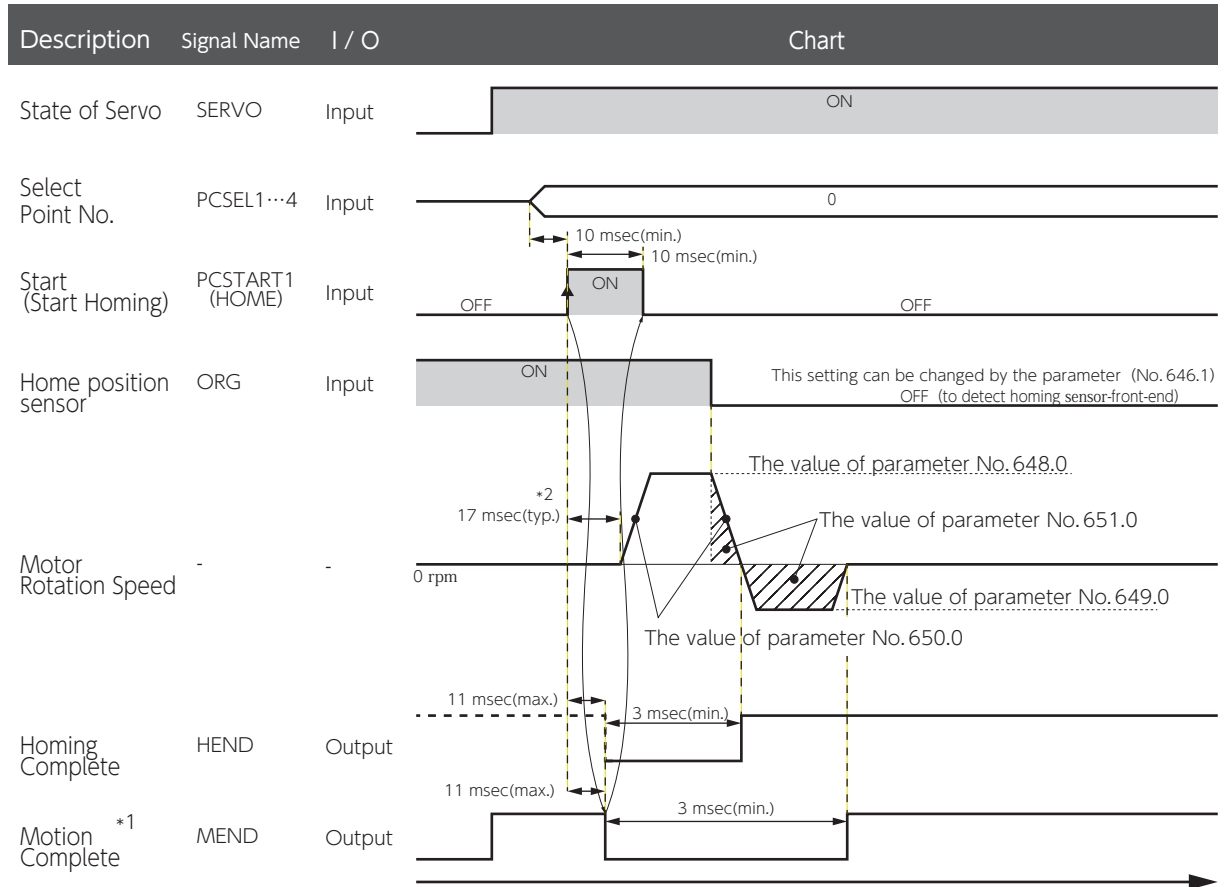 Description Signal Name I / O Chart
State of Servo SERVO Input ON
Select
Point No. PCSEL1⋯4 Input 0
10 msec(min.)
10 msec(min.)
Start
(Start Homing) PCSTART1
(HOME) Input OFF ON OFF
Home position
sensor ORG Input ON
This setting can be changed by the parameter (No. 646.1)
OFF (to detect homing sensor-front-end)
The value of parameter No. 648.0
*2
17 msec(typ.)
The value of parameter No. 651.0
Motor
Rotation Speed - - 0 rpm
The value of parameter No. 649.0
The value of parameter No. 650.0
11 msec(max.)
3 msec(min.)
Homing
Complete HEND Output
11 msec(max.)
3 msec(min.)
Motion *1
Complete MEND Output